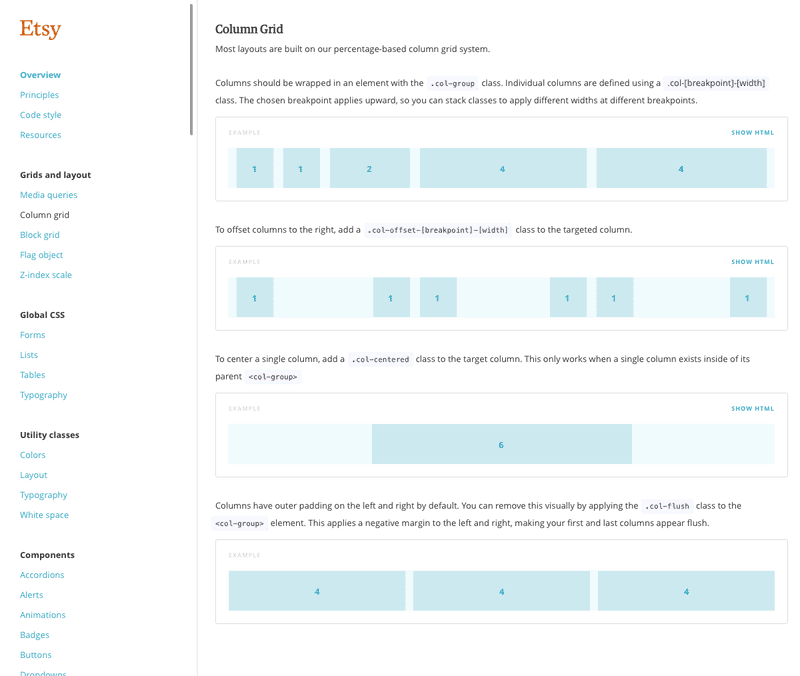 Etsy
Overview
Principles
Code style
Resources
Grids and layout
Media queries
Column grid
Block grid
Flag object
Z-index scale
Global CSS
Forms
Lists
Tables
Typography
Utility classes
Colors
Layout
Typography
White space
Components
Accordions
Alerts
Animations
Badges
Buttons
Dropdowns
Column Grid
Most layouts are built on our percentage-based column grid system.
Columns should be wrapped in an element with the .col-group class. Individual columns are defined using a .col-[breakpoint]-[width]
class. The chosen breakpoint applies upward, so you can stack classes to apply different widths at different breakpoints.
EXAMPLE SHOW HTML
1 1 2 4 4
To offset columns to the right, add a .col-offset-[breakpoint]-[width] class to the targeted column.
EXAMPLE SHOW HTML
1 1 1 1 1 1
To center a single column, add a .col-centered class to the target column. This only works when a single column exists inside of its
parent <col-group>
EXAMPLE SHOW HTML
6
Columns have outer padding on the left and right by default. You can remove this visually by applying the .col-flush class to the
<col-group> element. This applies a negative margin to the left and right, making your first and last columns appear flush.
EXAMPLE
4 4 4